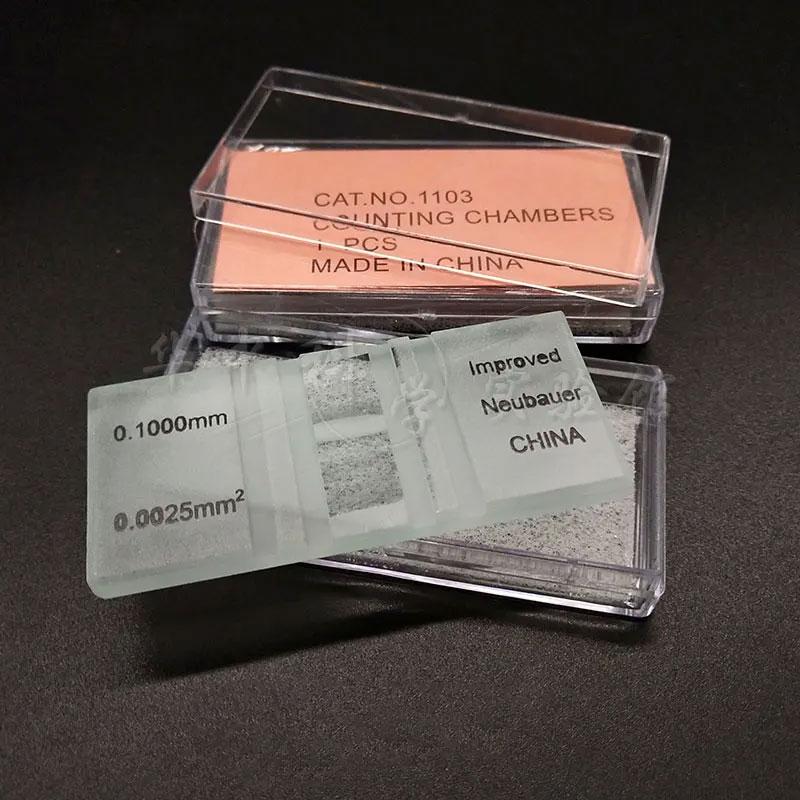 CAT.NO.1103
COUNTING CHAMBERS
1 PCS
MADE IN CHINA
Improved
Neubauer
CHINA
0.1000mm
0.0025mm²